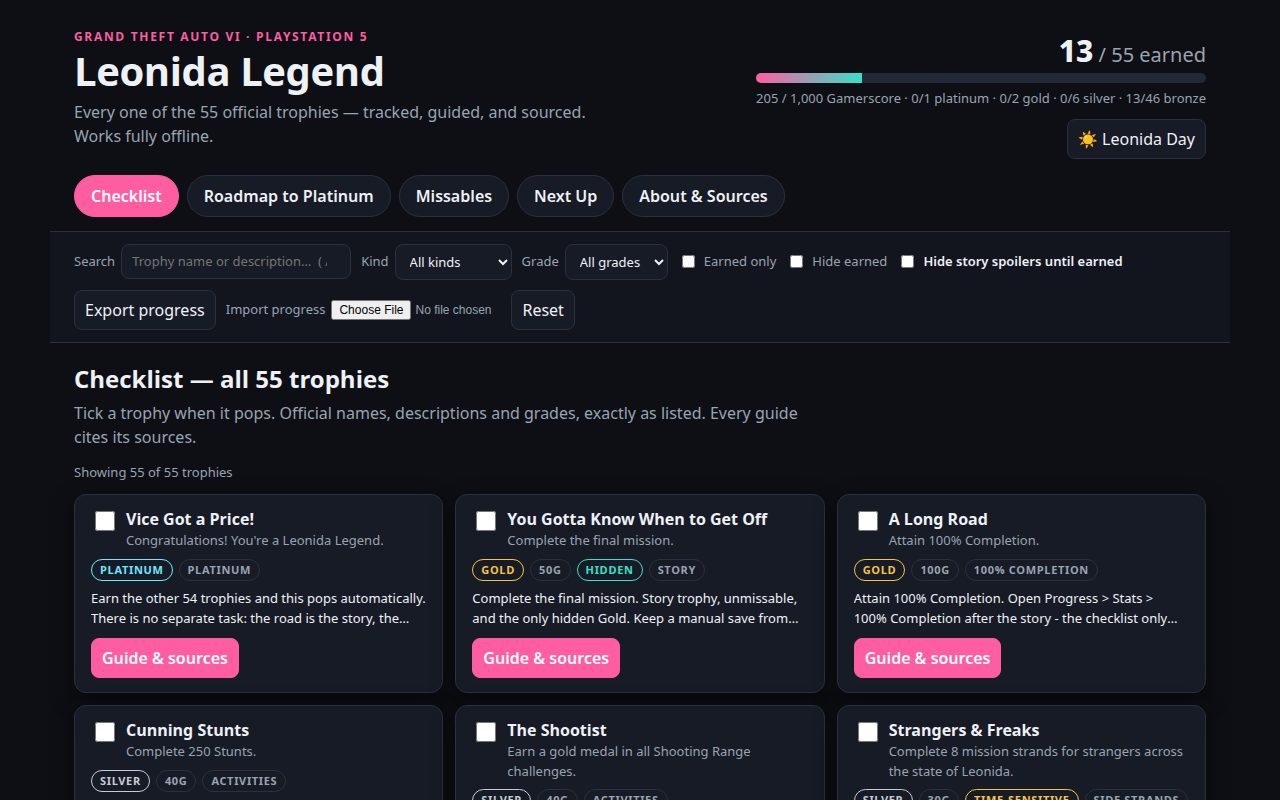 GRAND THEFT AUTO VI · PLAYSTATION 5
Leonida Legend
Every one of the 55 official trophies — tracked, guided, and sourced.
Works fully offline.
13 / 55 earned
205 / 1,000 Gamerscore · 0/1 platinum · 0/2 gold · 0/6 silver · 13/46 bronze
☀️ Leonida Day
Checklist Roadmap to Platinum Missables Next Up About & Sources
Search Trophy name or description… ( Kind All kinds Grade All grades Earned only Hide earned Hide story spoilers until earned
Export progress Import progress Choose File No file chosen Reset
Checklist — all 55 trophies
Tick a trophy when it pops. Official names, descriptions and grades, exactly as listed. Every guide
cites its sources.
Showing 55 of 55 trophies
Vice Got a Price!
Congratulations! You're a Leonida Legend.
PLATINUM PLATINUM
Earn the other 54 trophies and this pops automatically.
There is no separate task: the road is the story, the…
Guide & sources
You Gotta Know When to Get Off
Complete the final mission.
GOLD 50G HIDDEN STORY
Complete the final mission. Story trophy, unmissable,
and the only hidden Gold. Keep a manual save from…
Guide & sources
A Long Road
Attain 100% Completion.
GOLD 100G 100% COMPLETION
Attain 100% Completion. Open Progress > Stats >
100% Completion after the story - the checklist only…
Guide & sources
Cunning Stunts
Complete 250 Stunts.
SILVER 40G ACTIVITIES
The Shootist
Earn a gold medal in all Shooting Range
challenges.
SILVER 40G ACTIVITIES
Strangers & Freaks
Complete 8 mission strands for strangers across
the state of Leonida.
SILVER 30G TIME-SENSITIVE SIDE STRANDS